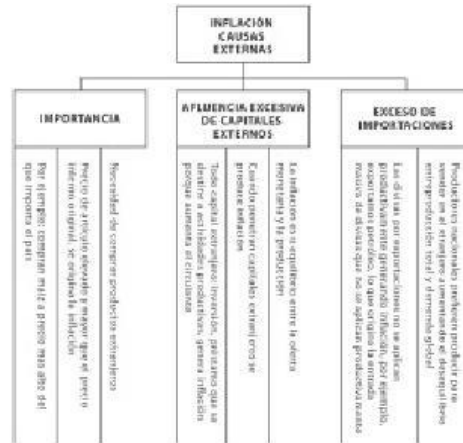 INFLACIÓN
CAUSAS
EXTERNAS
IMPORTANCIA
Necesidad de comprar productos extranjeros
Precio de artículo elevado y mayor que el precio
interno original, se origina la inflación
Por ejemplo: compran maíz a precio más alto del
que importa el país
AFLUENCIA EXCESIVA
DE CAPITALES
EXTERNOS
La inflación es equilibrio entre la oferta
monetaria y la producción
Cuando penetran capitales extranjeros se
produce inflación
Todo capital extranjero: inversión, préstamo que se
destine a actividades productivas, genera inflación
porque aumenta el circulante
EXCESO DE
IMPORTACIONES
Productores nacionales prefieren producir para
vender en el extranjero aumentando el desequilibrio
entre producción total y demanda global
Las divisas por exportaciones no se aplican
productivamente generando inflación, por ejemplo,
exportamos petróleo, lo que origina la entrada
masiva de divisas que no se aplican productivamente